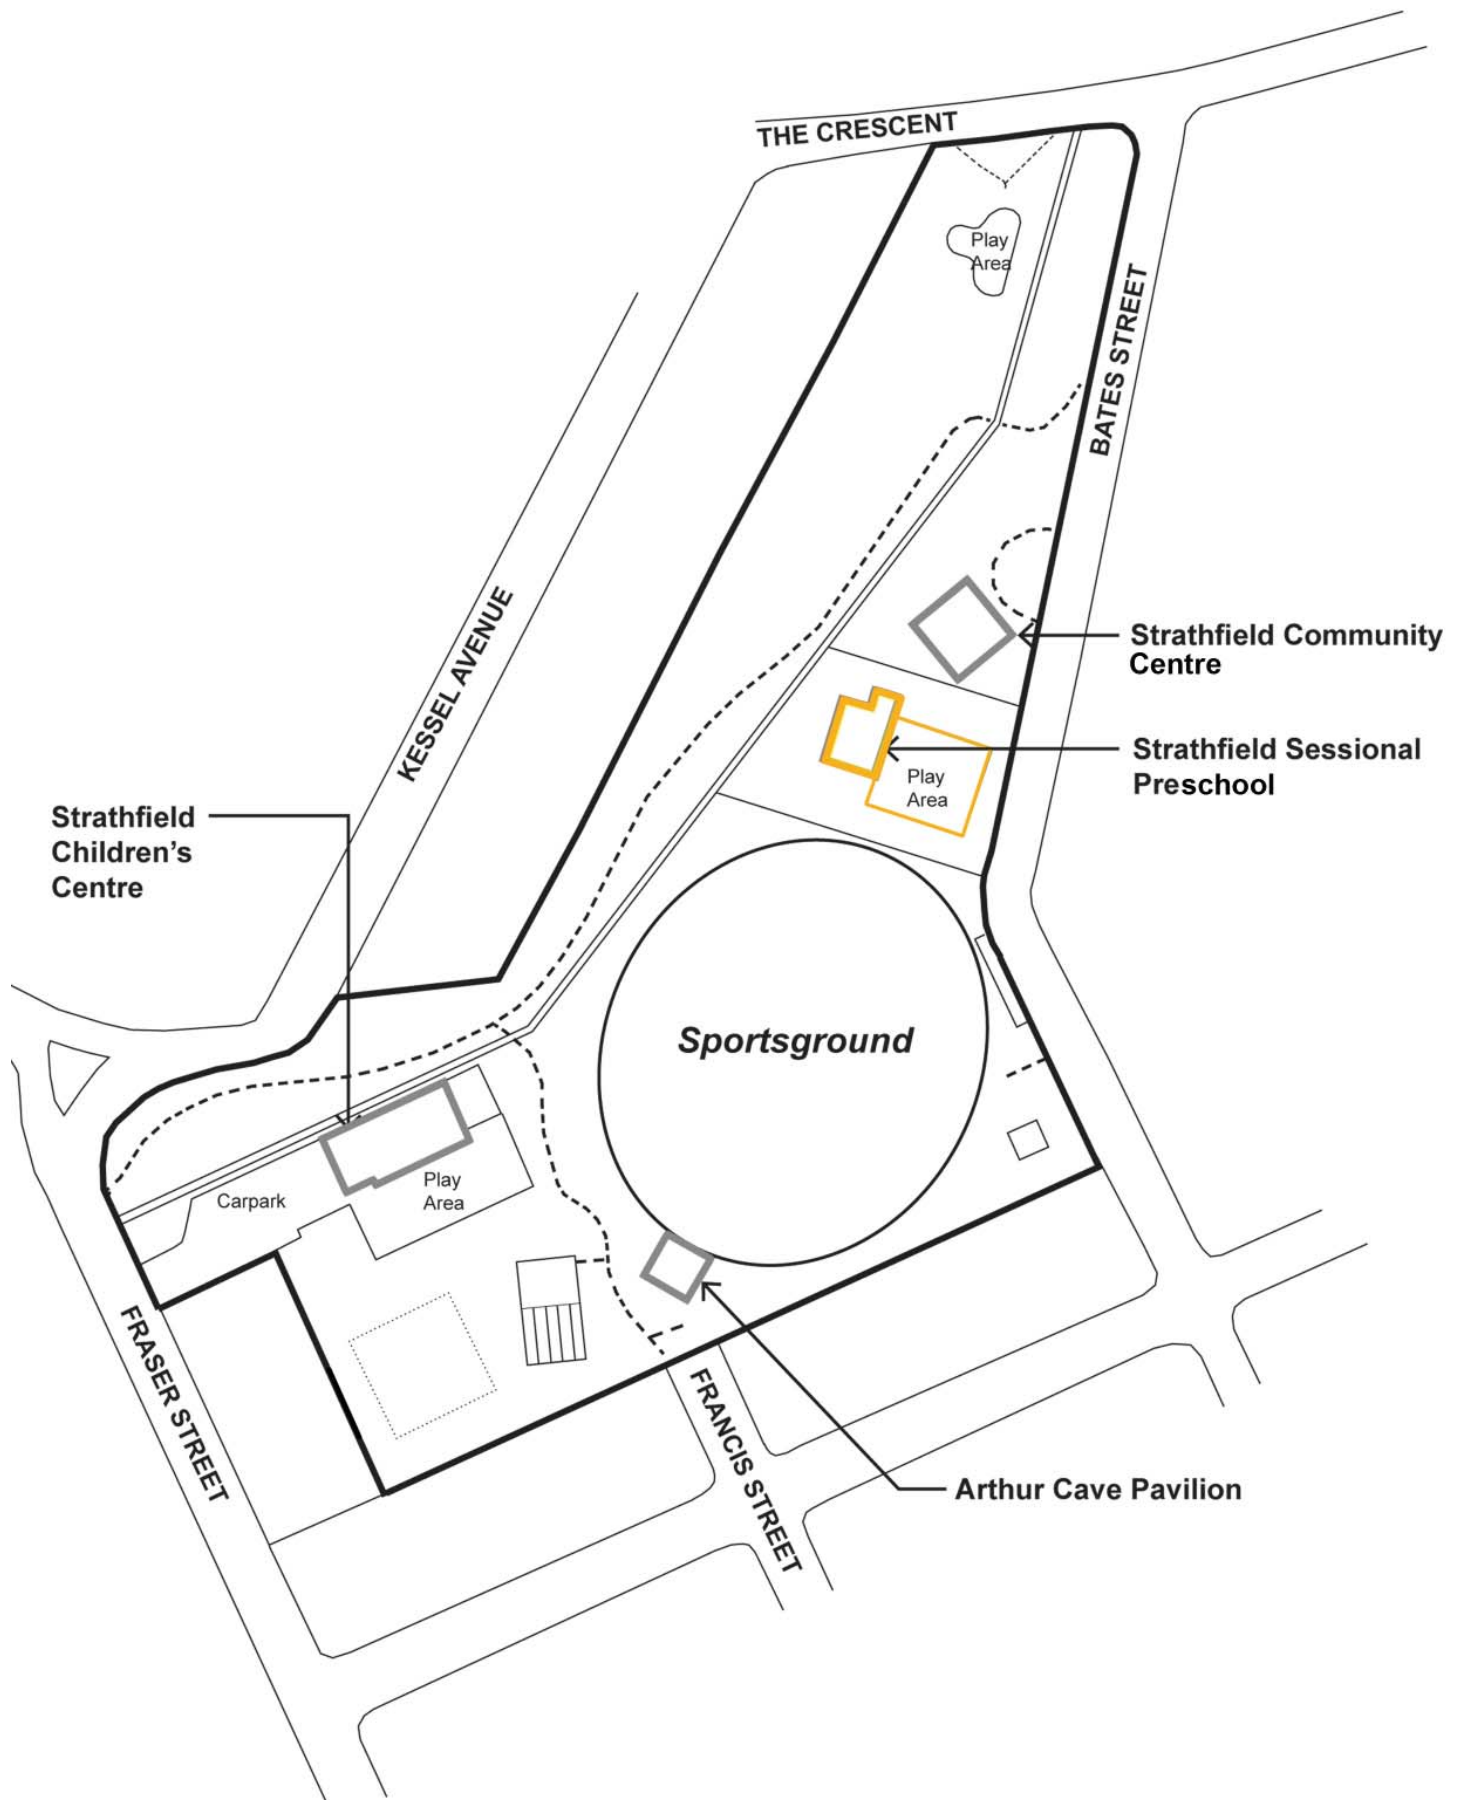 THE CRESCENT
Play
Area
BATES STREET
KESSEL AVENUE
Strathfield Community
Centre
Strathfield Sessional
Preschool
Play
Area
Strathfield
Children's
Centre
Sportsground
Play
Area
Carpark
FRASER STREET
FRANCIS STREET
Arthur Cave Pavilion